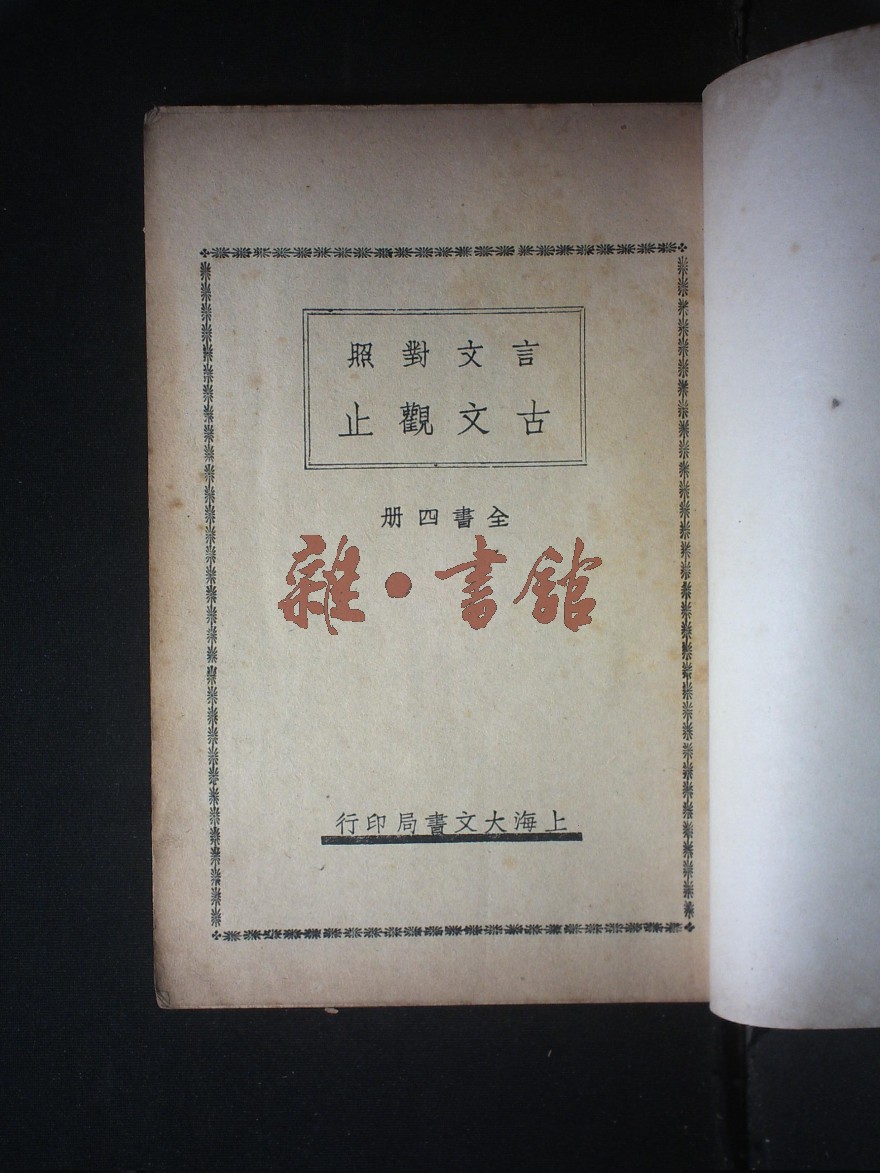 言文對照
古文觀止
全書四册
雜·書館
上海大文書局印行